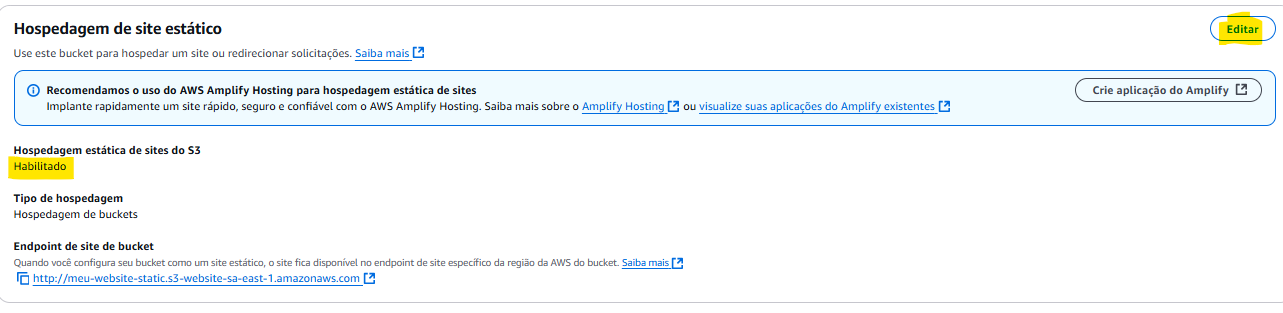 Hospedagem de site estático
Editar
Use este bucket para hospedar um site ou redirecionar solicitações. Saiba mais
Recomendamos o uso do AWS Amplify Hosting para hospedagem estática de sites
Implante rapidamente um site rápido, seguro e confiável com o AWS Amplify Hosting. Saiba mais sobre o Amplify Hosting ou visualize suas aplicações do Amplify existentes
Crie aplicação do Amplify
Hospedagem estática de sites do S3
Habilitado
Tipo de hospedagem
Hospedagem de buckets
Endpoint de site de bucket
Quando você configura seu bucket como um site estático, o site fica disponível no endpoint de site específico da região da AWS do bucket. Saiba mais
http://meu-website-static.s3-website-sa-east-1.amazonaws.com